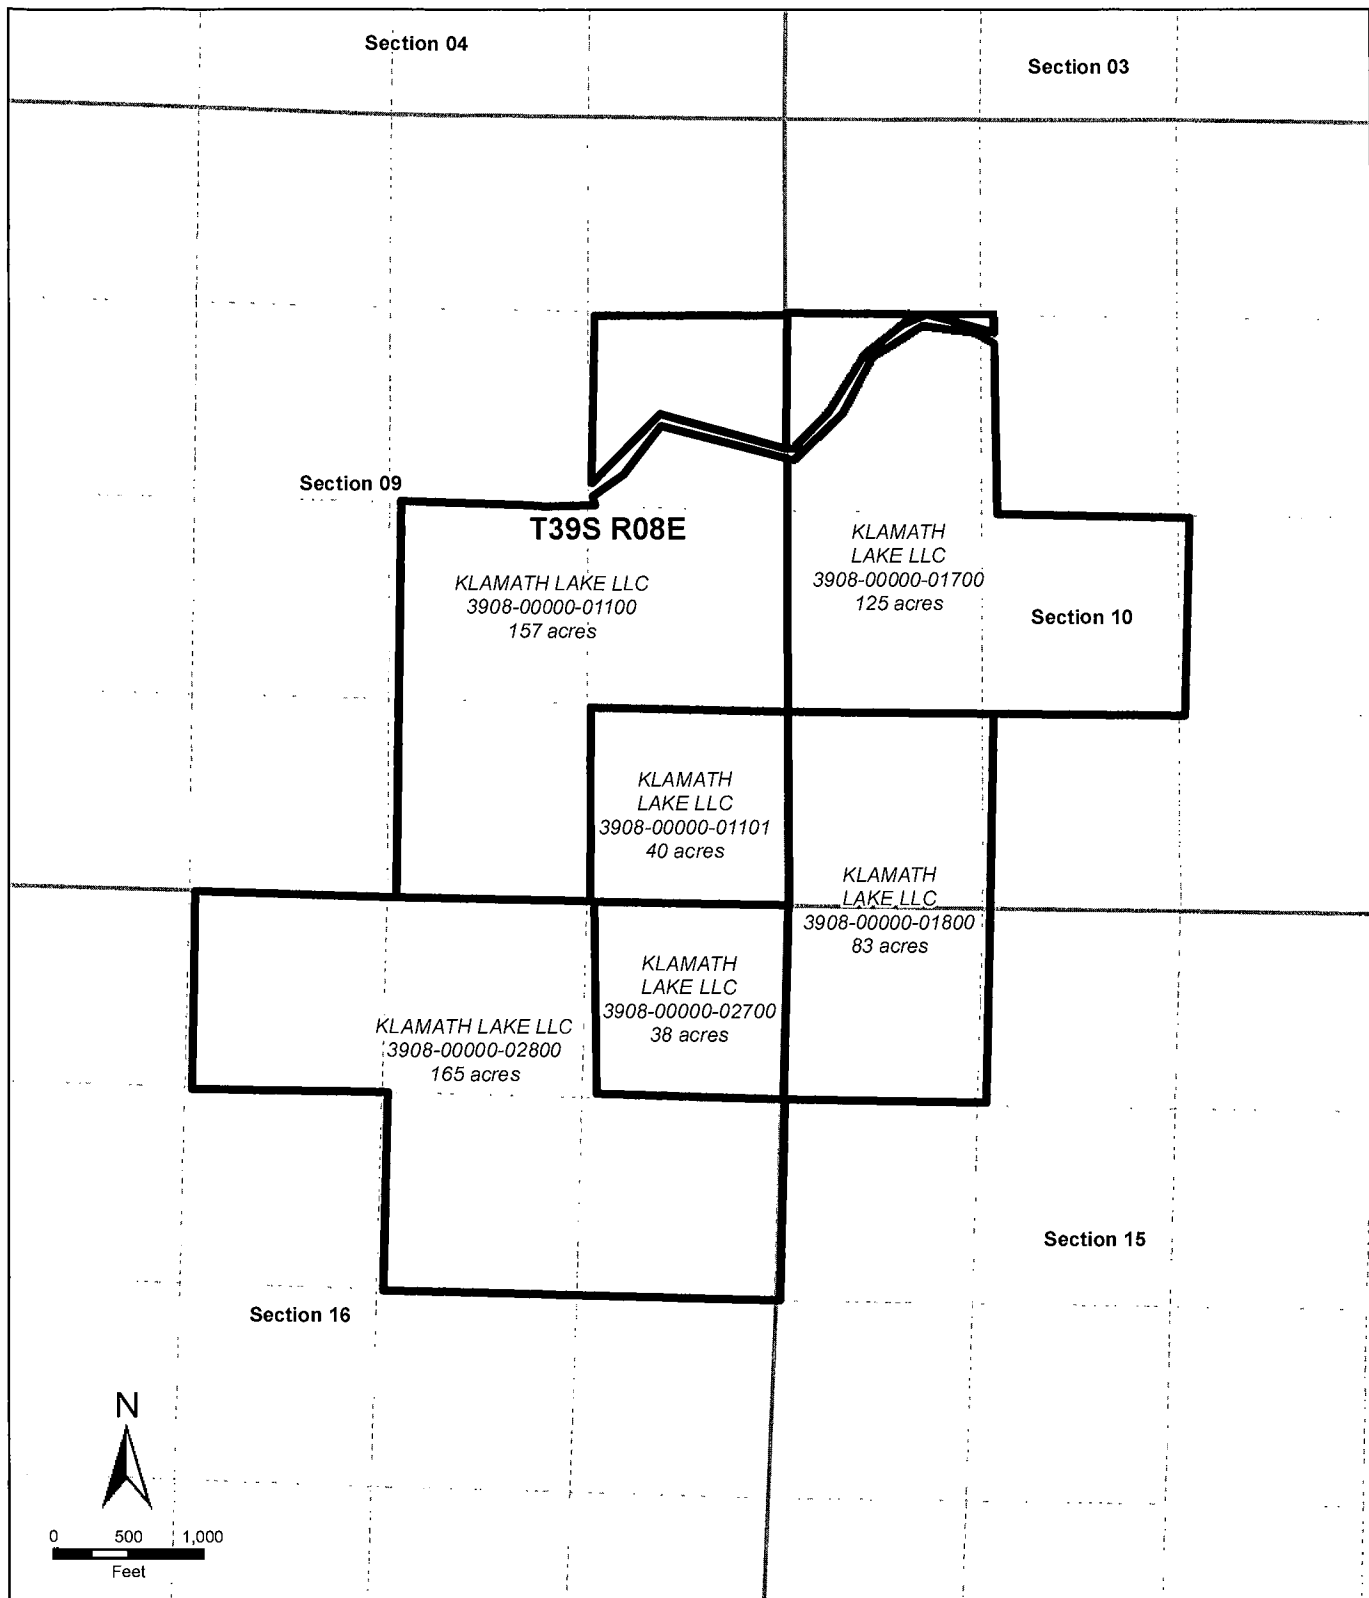 Section 04
Section 03
Section 09
T39S R08E
KLAMATH
LAKE LLC
3908-00000-01700
125 acres
KLAMATH LAKE LLC
3908-00000-01100
157 acres
Section 10
KLAMATH
LAKE LLC
3908-00000-01101
40 acres
KLAMATH
LAKE LLC
3908-00000-01800
83 acres
KLAMATH
LAKE LLC
3908-00000-02700
38 acres
KLAMATH LAKE LLC
3908-00000-02800
165 acres
Section 15
Section 16
N
0 500 1,000
Feet